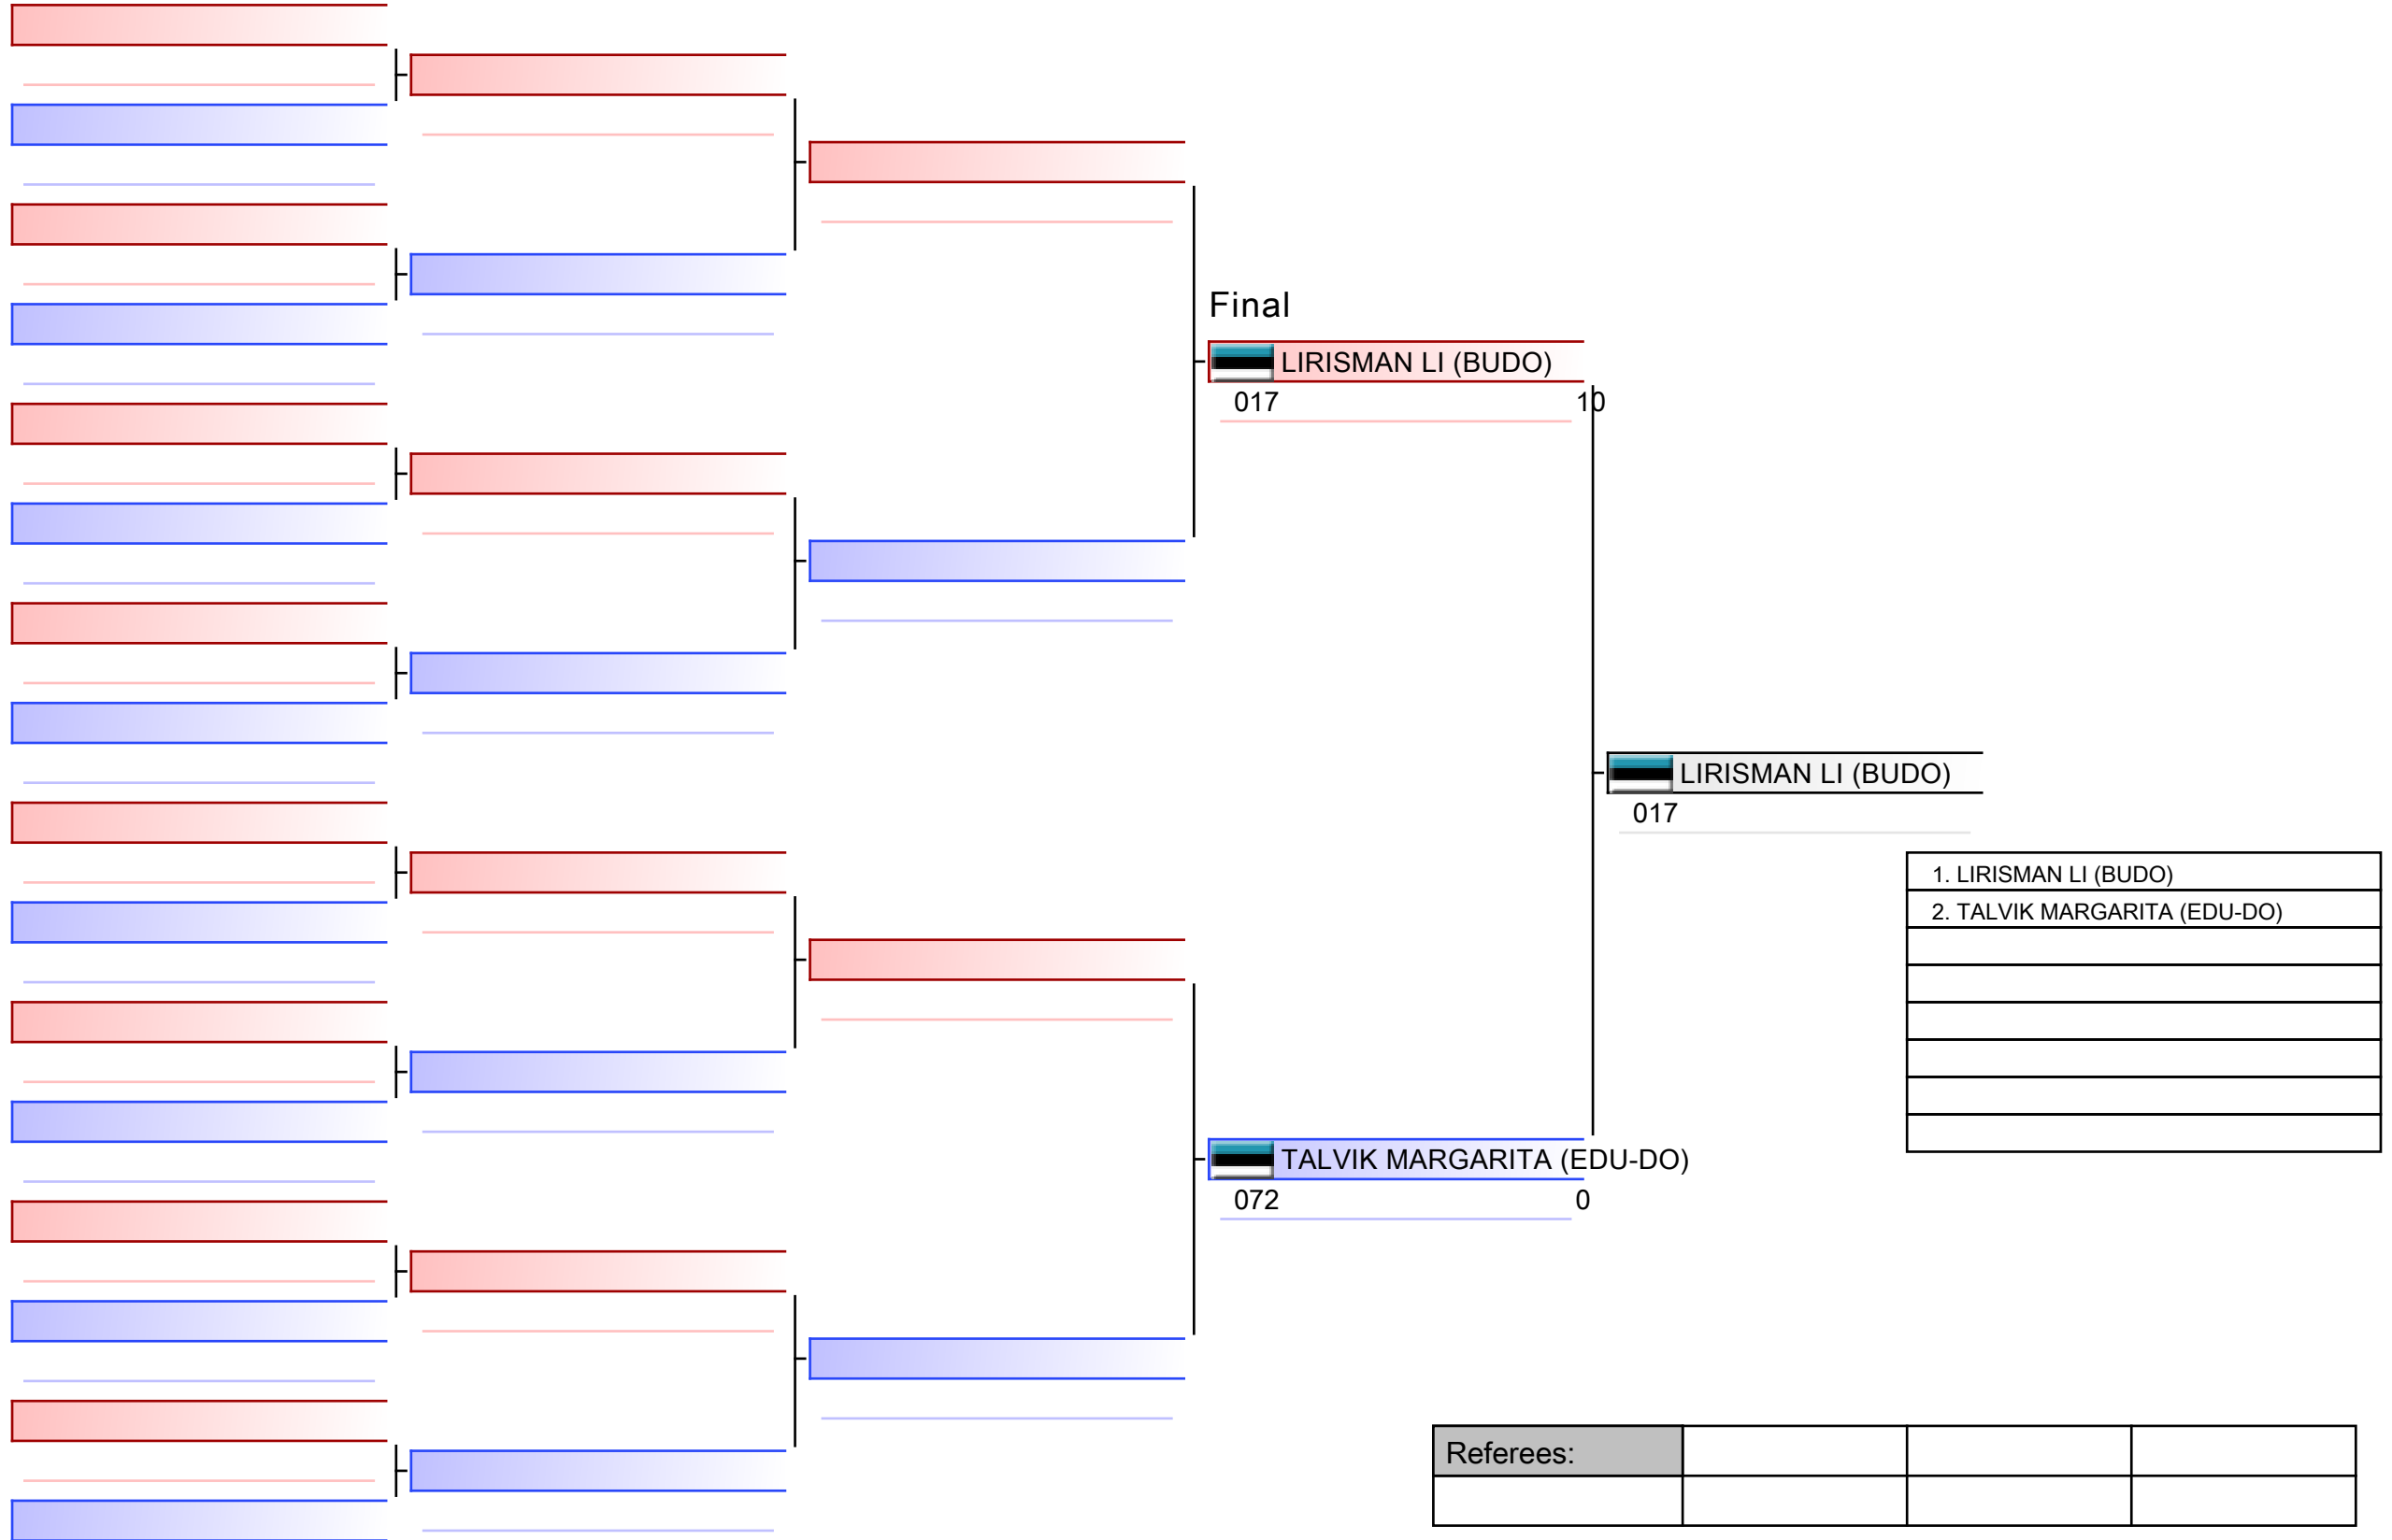 Final
LIRISMAN LI (BUDO)
017 10
LIRISMAN LI (BUDO)
017
1. LIRISMAN LI (BUDO)
2. TALVIK MARGARITA (EDU-DO)
TALVIK MARGARITA (EDU-DO)
072 0
Referees: